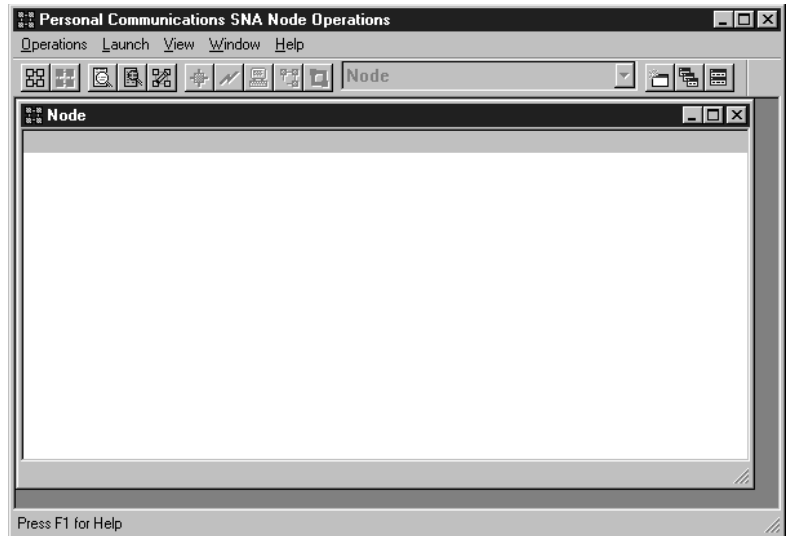 Personal Communications SNA Node Operations
Operations Launch View Window Help
Node
Node
Press F1 for Help